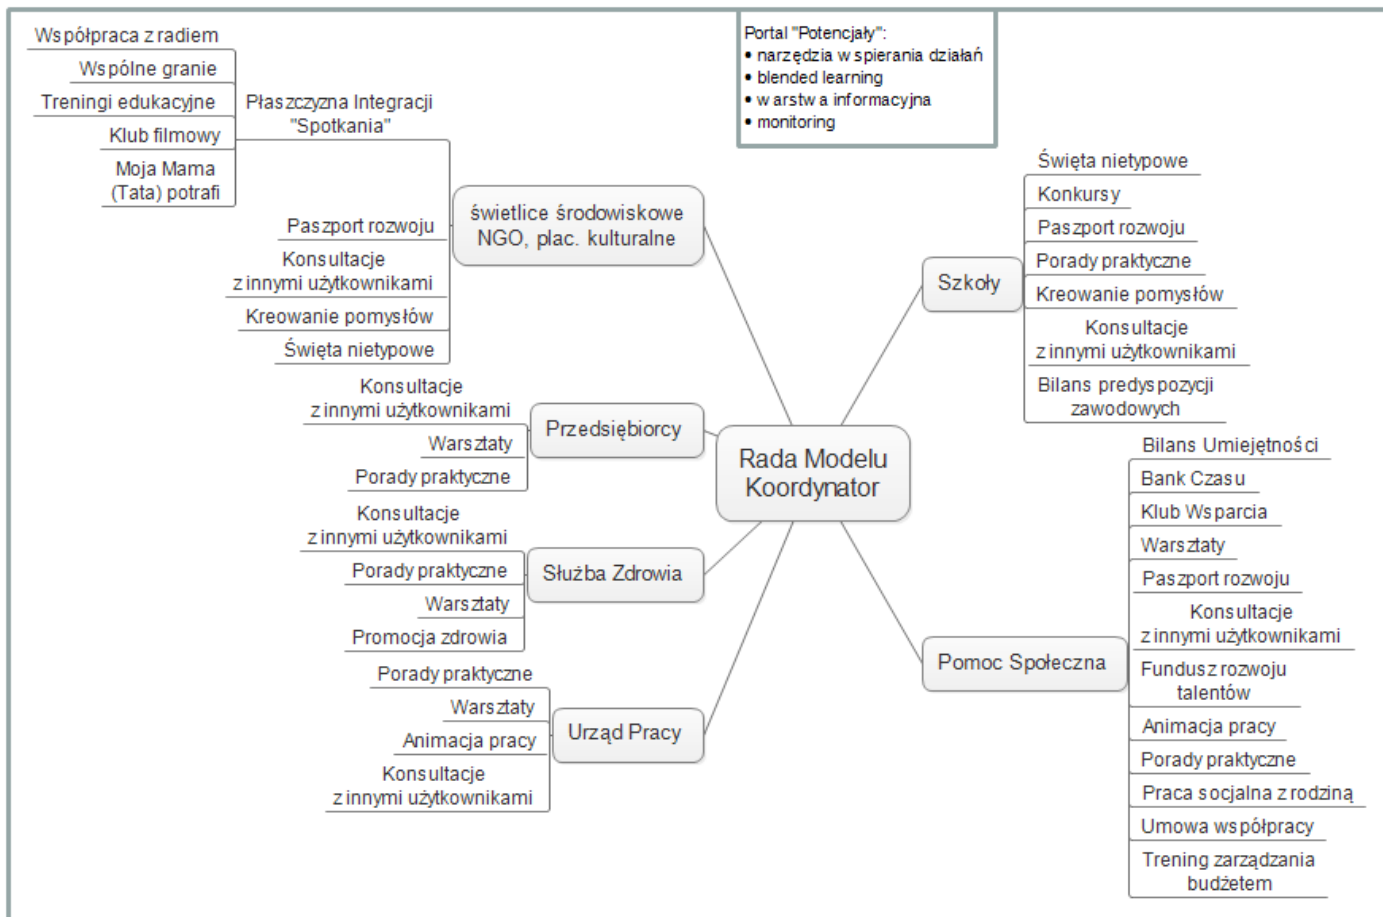 Portal "Potencjały":
• narzędzia w spierania działań
• blended learning
• w arstw a informacyjna
• monitoring
Współpraca z radiem
Wspólne granie
Treningi edukacyjne
Klub filmowy
Moja Mama
(Tata) potrafi
Płaszczyzna Integracji
"Spotkania"
Paszport rozwoju
Konsultacje
z innymi użytkownikami
Kreowanie pomysłów
Święta nietypowe
świetlice środowiskowe
NGO, plac. kulturalne
Konsultacje
z innymi użytkownikami
Warsztaty
Porady praktyczne
Przedsiębiorcy
Konsultacje
z innymi użytkownikami
Porady praktyczne
Warsztaty
Promocja zdrowia
Służba Zdrowia
Porady praktyczne
Warsztaty
Animacja pracy
Konsultacje
z innymi użytkownikami
Urząd Pracy
Rada Modelu
Koordynator
Szkoły
Święta nietypowe
Konkursy
Paszport rozwoju
Porady praktyczne
Kreowanie pomysłów
Konsultacje
z innymi użytkownikami
Bilans predyspozycji
zawodowych
Pomoc Społeczna
Bilans Umiejętności
Bank Czasu
Klub Wsparcia
Warsztaty
Paszport rozwoju
Konsultacje
z innymi użytkownikami
Fundusz rozwoju
talentów
Animacja pracy
Porady praktyczne
Praca socjalna z rodziną
Umowa współpracy
Trening zarządzania
budżetem